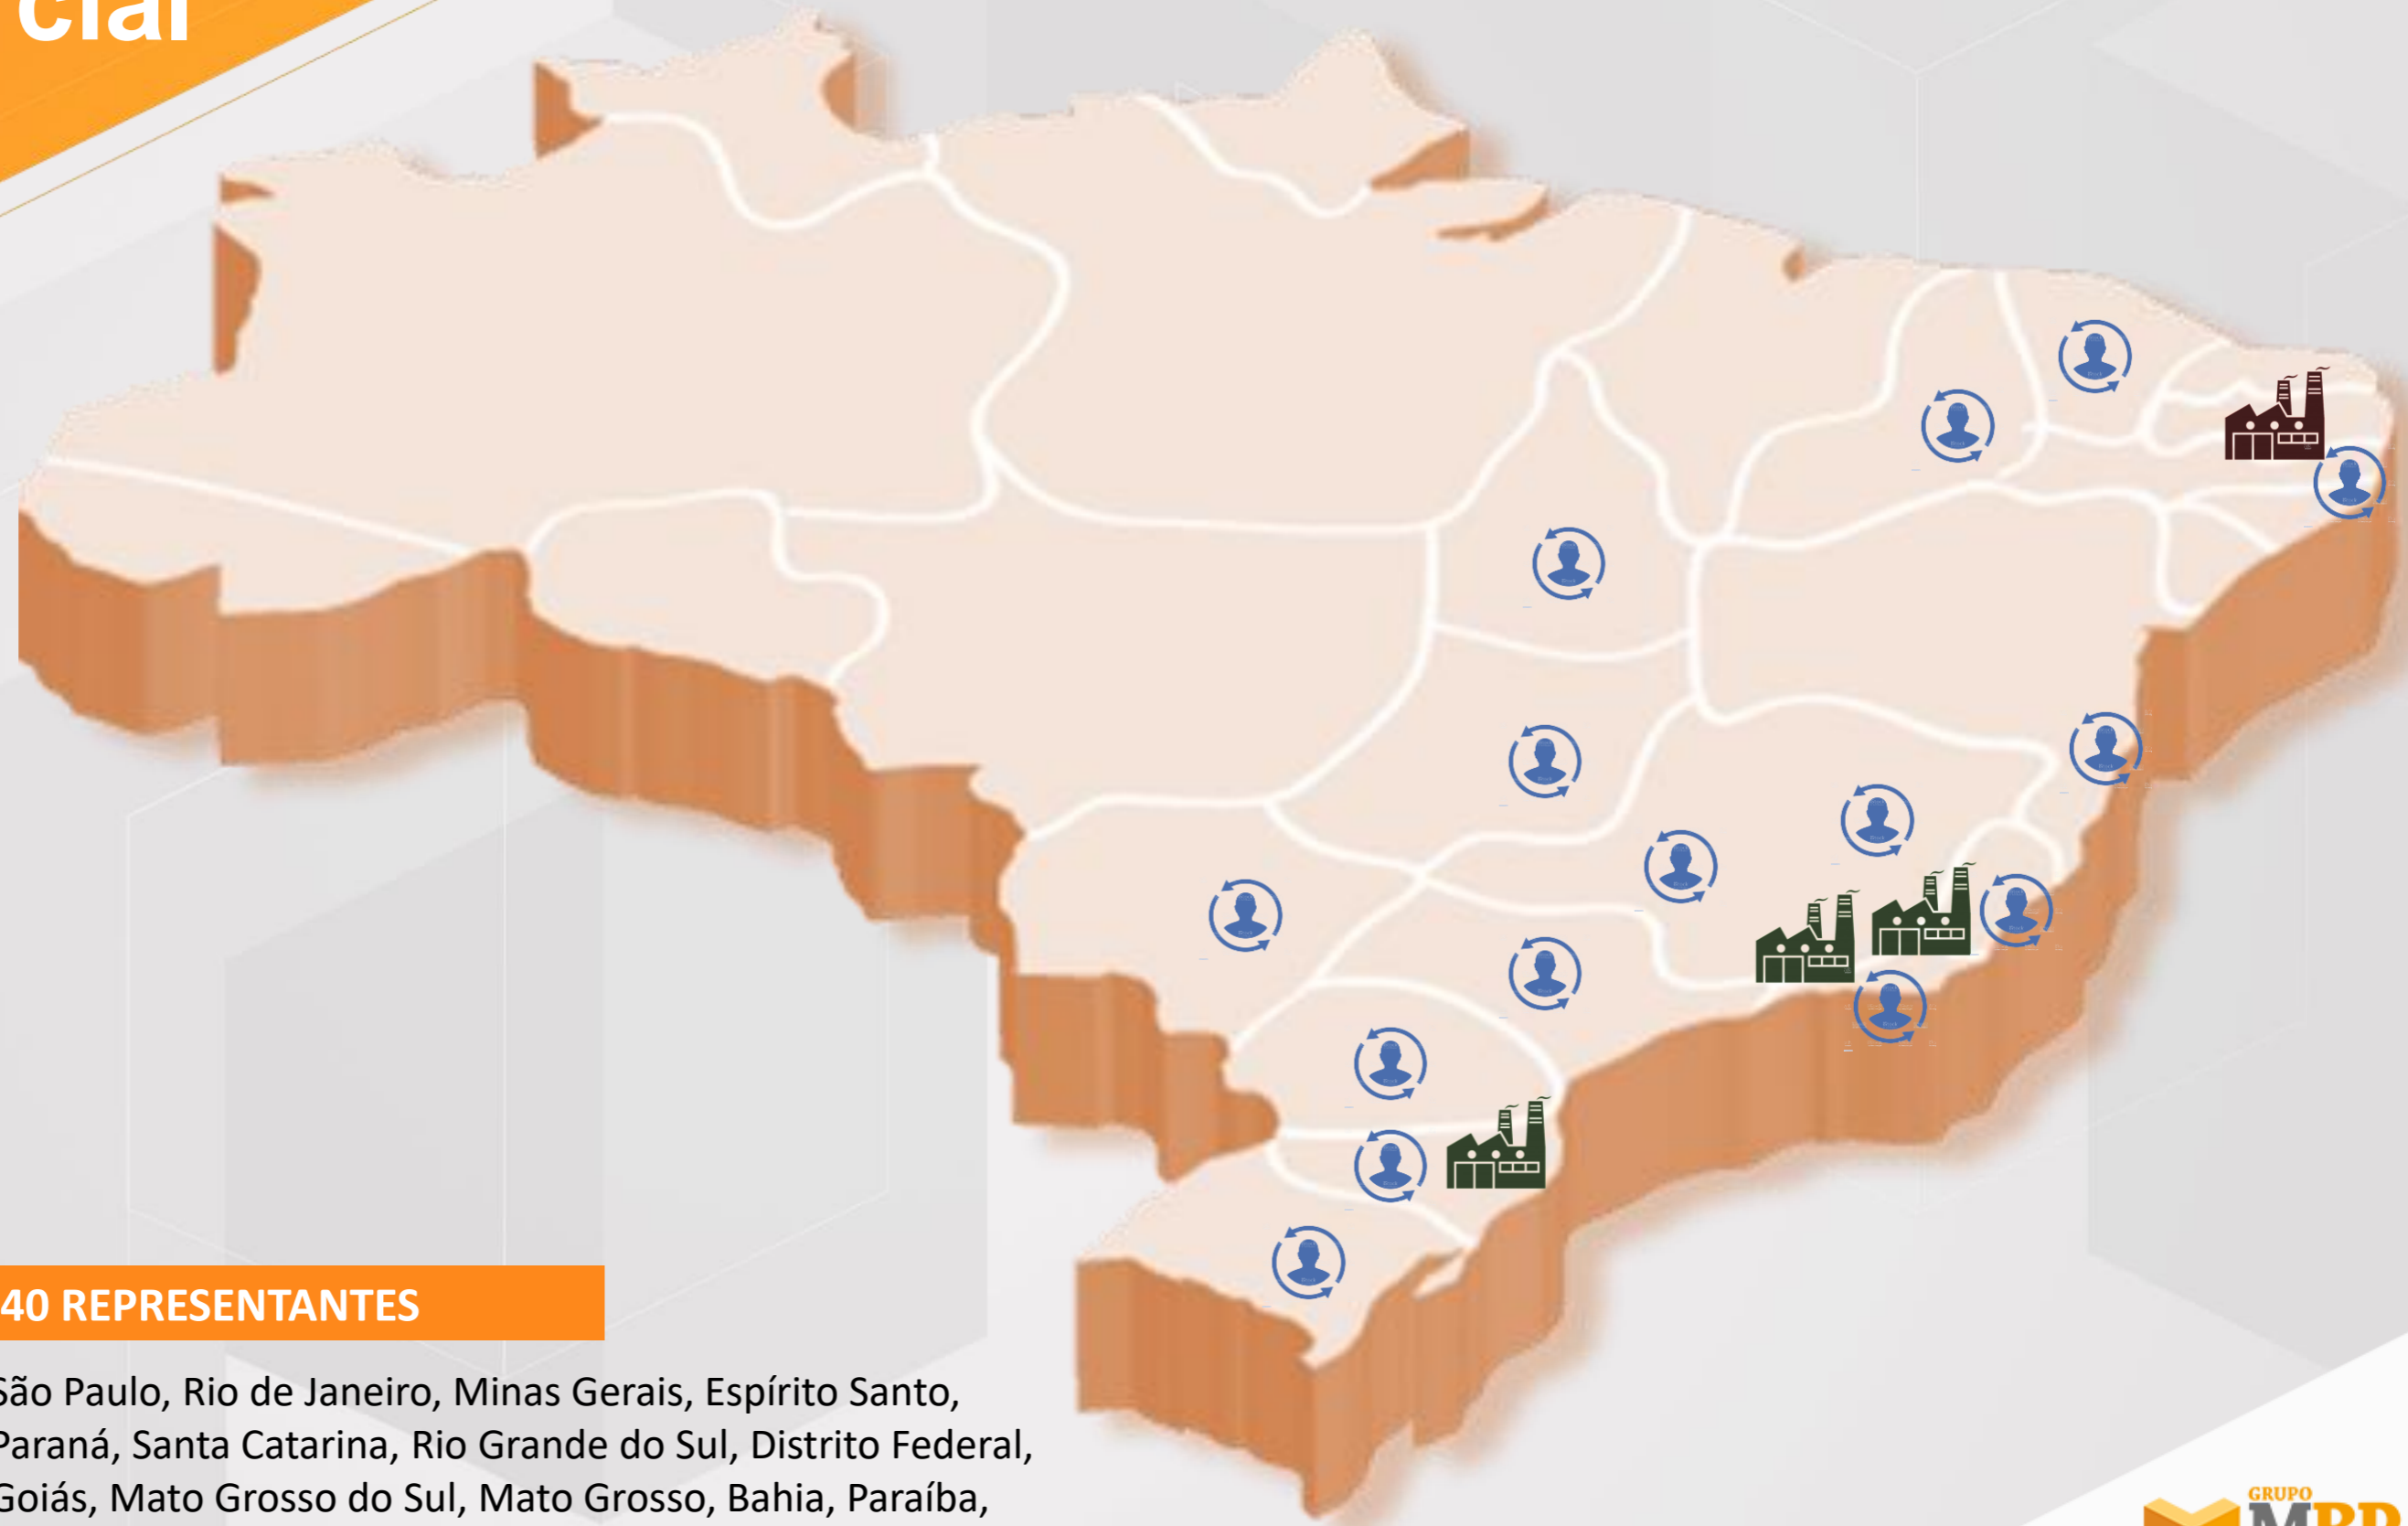 cial
40 REPRESENTANTES
São Paulo, Rio de Janeiro, Minas Gerais, Espírito Santo,
Paraná, Santa Catarina, Rio Grande do Sul, Distrito Federal,
Goiás, Mato Grosso do Sul, Mato Grosso, Bahia, Paraíba,
GRUPO